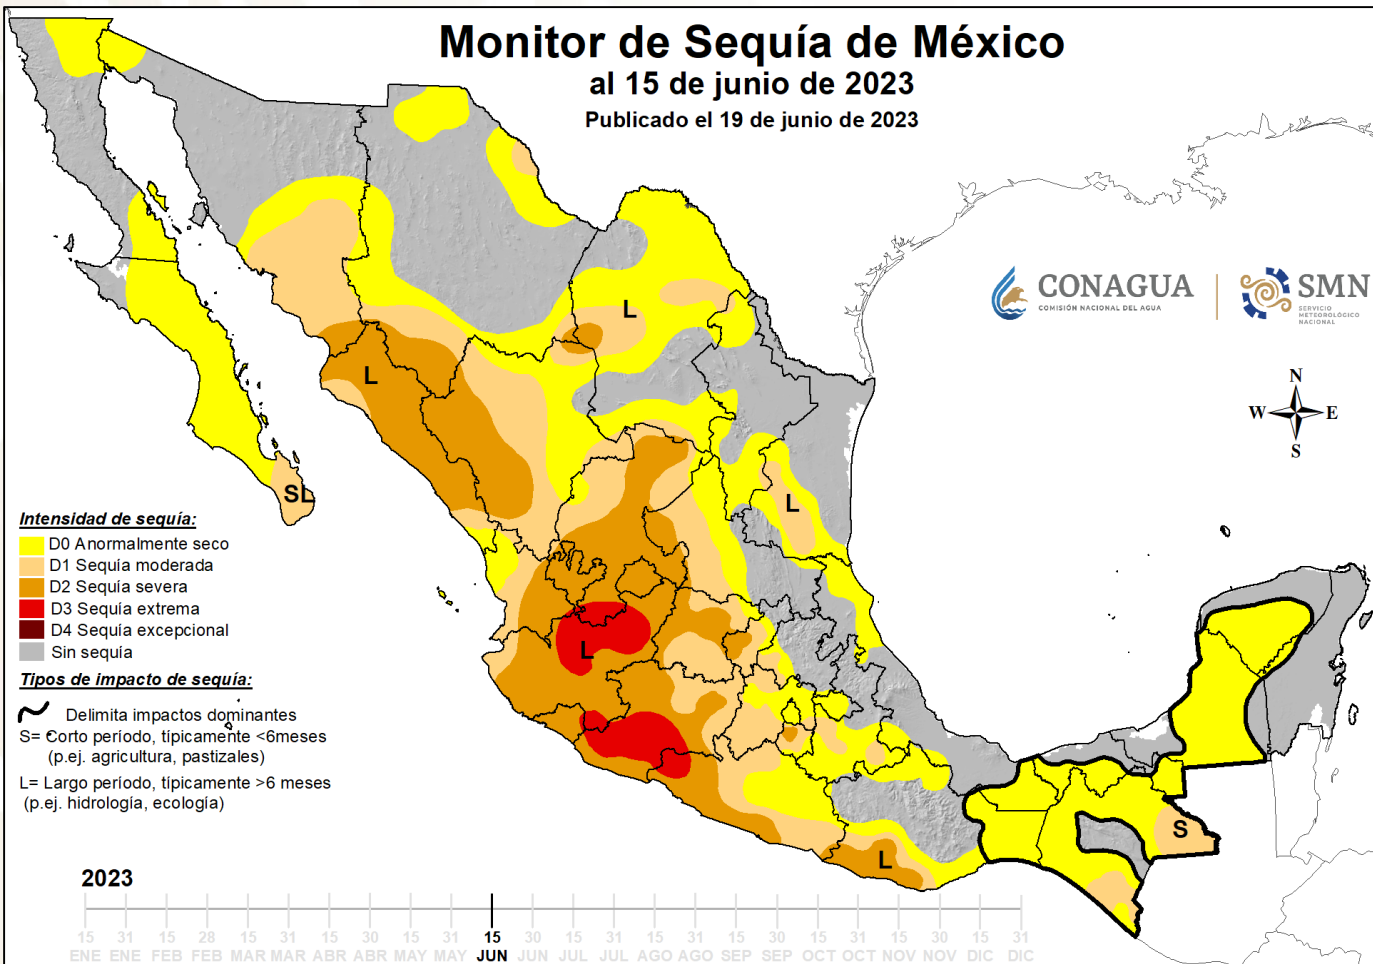 Monitor de Sequía de México
al 15 de junio de 2023
Publicado el 19 de junio de 2023
CONAGUA
COMISIÓN NACIONAL DEL AGUA
SMN
SERVICIO
METEOROLÓGICO
NACIONAL
N
W E
S
L
L
SL
L
L
L
S
Intensidad de sequía:
D0 Anormalmente seco
D1 Sequía moderada
D2 Sequía severa
D3 Sequía extrema
D4 Sequía excepcional
Sin sequía
Tipos de impacto de sequía:
Delimita impactos dominantes
S= Corto período, típicamente <6meses
(p.ej. agricultura, pastizales)
L= Largo período, típicamente >6 meses
(p.ej. hidrología, ecología)
2023
15 31 15 28 15 31 15 30 15 31 15 30 15 31 15 31 15 30 15 31 15 30 15 31
ENE ENE FEB FEB MAR MAR ABR ABR MAY MAY JUN JUN JUL JUL AGO AGO SEP SEP OCT OCT NOV NOV DIC DIC